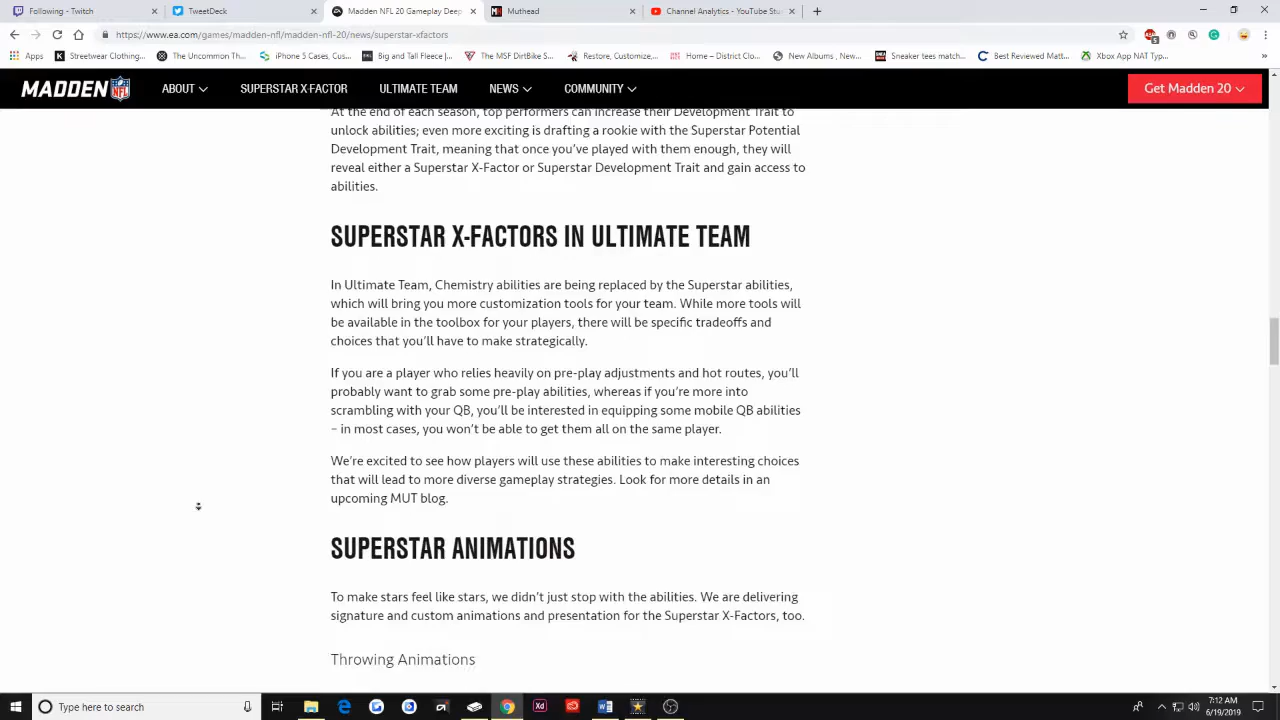 Following - Twitch
TweetDeck
Madden NFL 20 Gameplay Deep
Muthead
Channel Analytics - YouTube Stu
https://www.ea.com/games/madden-nfl/madden-nfl-20/news/superstar-xfactors
Apps
Streetwear Clothing...
The Uncommon Th...
iPhone 5 Cases, Cus...
Big and Tall Fleece J...
The MSF DirtBike S...
Restore, Customize,...
Home – District Clo...
New Albums , New...
Sneaker tees match...
Best Reviewed Matt...
Xbox App NAT Typ...
»
MADDEN NFL 20
ABOUT
SUPERSTAR X-FACTOR
ULTIMATE TEAM
NEWS
COMMUNITY
Get Madden 20
At the end of each season, top performers can increase their Development Trait to
unlock abilities; even more exciting is drafting a rookie with the Superstar Potential
Development Trait, meaning that once you’ve played with them enough, they will
reveal either a Superstar X-Factor or Superstar Development Trait and gain access to
abilities.
SUPERSTAR X-FACTORS IN ULTIMATE TEAM
In Ultimate Team, Chemistry abilities are being replaced by the Superstar abilities,
which will bring you more customization tools for your team. While more tools will
be available in the toolbox for your players, there will be specific tradeoffs and
choices that you’ll have to make strategically.
If you are a player who relies heavily on pre-play adjustments and hot routes, you’ll
probably want to grab some pre-play abilities, whereas if you’re more into
scrambling with your QB, you’ll be interested in equipping some mobile QB abilities
– in most cases, you won’t be able to get them all on the same player.
We’re excited to see how players will use these abilities to make interesting choices
that will lead to more diverse gameplay strategies. Look for more details in an
upcoming MUT blog.
SUPERSTAR ANIMATIONS
To make stars feel like stars, we didn’t just stop with the abilities. We are delivering
signature and custom animations and presentation for the Superstar X-Factors, too.
Throwing Animations
Type here to search
7:12 AM
6/19/2019